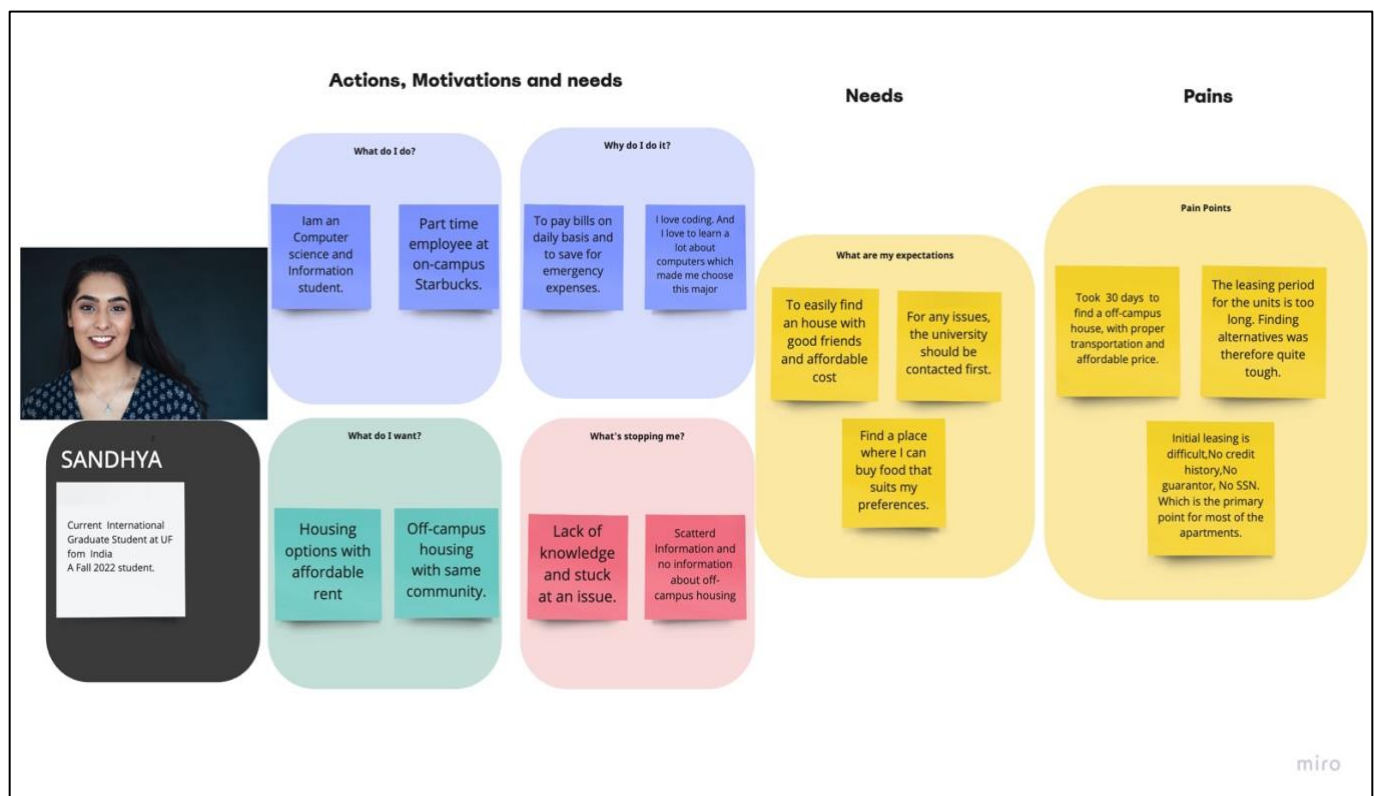 Actions, Motivations and needs
Needs
Pains
What do I do?
Iam an
Computer
science and
Information
student.
Part time
employee at
on-campus
Starbucks.
Why do I do it?
To pay bills on
daily basis and
to save for
emergency
expenses.
I love coding. And
I love to learn a
lot about
computers which
made me choose
this major
What are my expectations
To easily find
an house with
good friends
and affordable
cost
For any issues,
the university
should be
contacted first.
Find a place
where I can
buy food that
suits my
preferences.
Pain Points
Took 30 days to
find a off-campus
house, with proper
transportation and
affordable price.
The leasing period
for the units is too
long. Finding
alternatives was
therefore quite
tough.
Initial leasing is
difficult,No credit
history,No
guarantor, No SSN.
Which is the primary
point for most of the
apartments.
SANDHYA
Current International
Graduate Student at UF
fom India
A Fall 2022 student.
What do I want?
Housing
options with
affordable
rent
Off-campus
housing
with same
community.
What's stopping me?
Lack of
knowledge
and stuck
at an issue.
Scatterd
Information and
no information
about off-
campus housing
miro